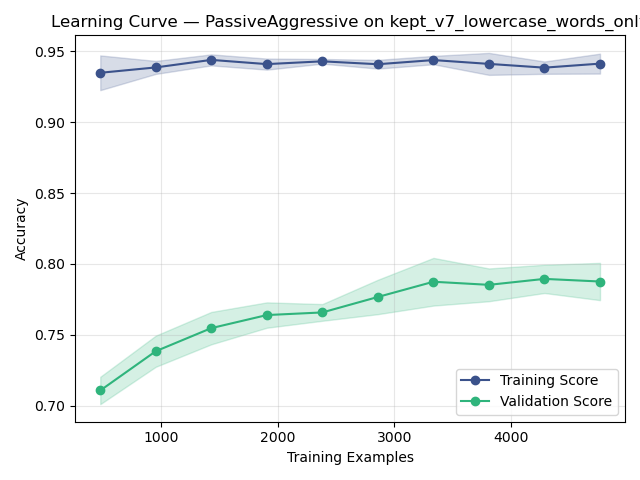 Learning Curve — PassiveAggressive on kept_v7_lowercase_words_onl
0.95
0.90
0.85
0.80
0.75
0.70
Accuracy
1000
2000
3000
4000
Training Examples
Training Score
Validation Score